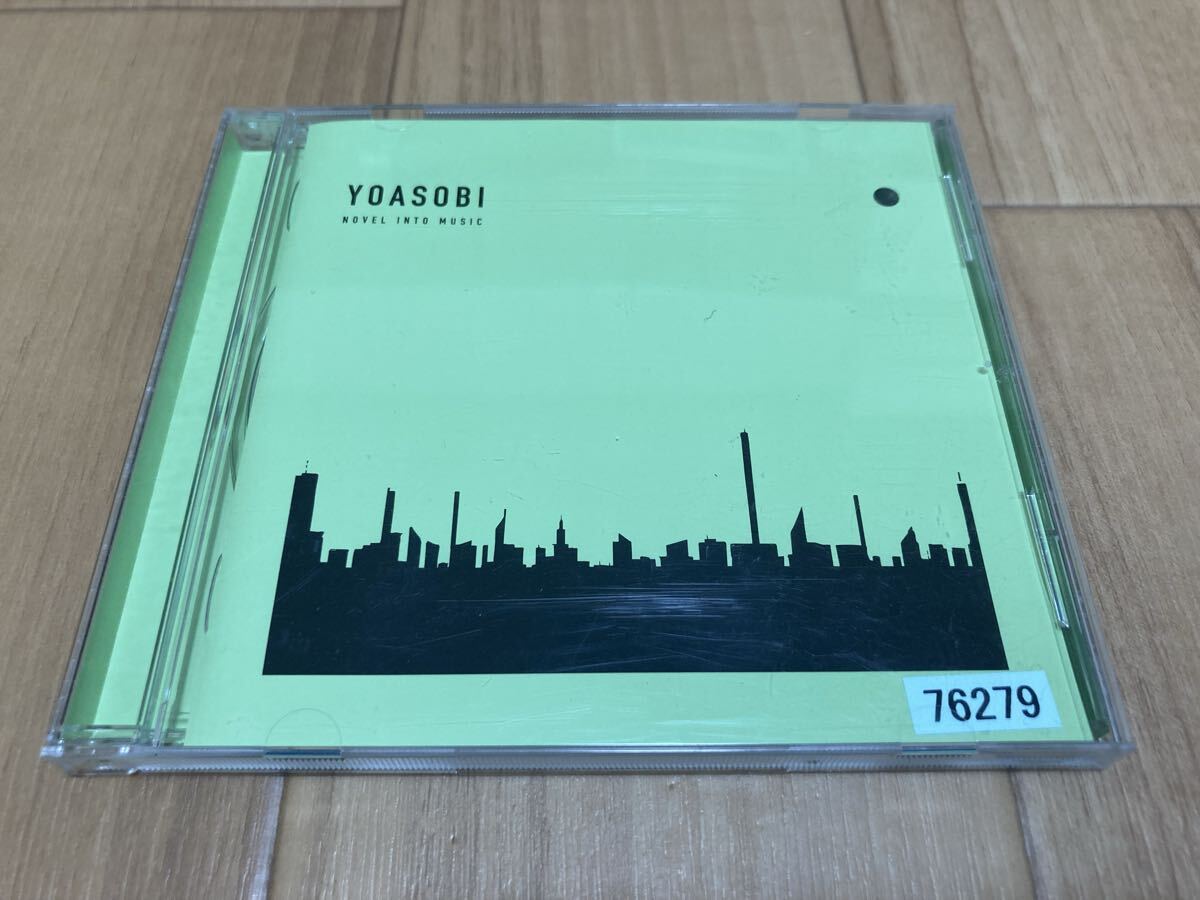 YOASOBI
NOVEL INTO MUSIC
76279